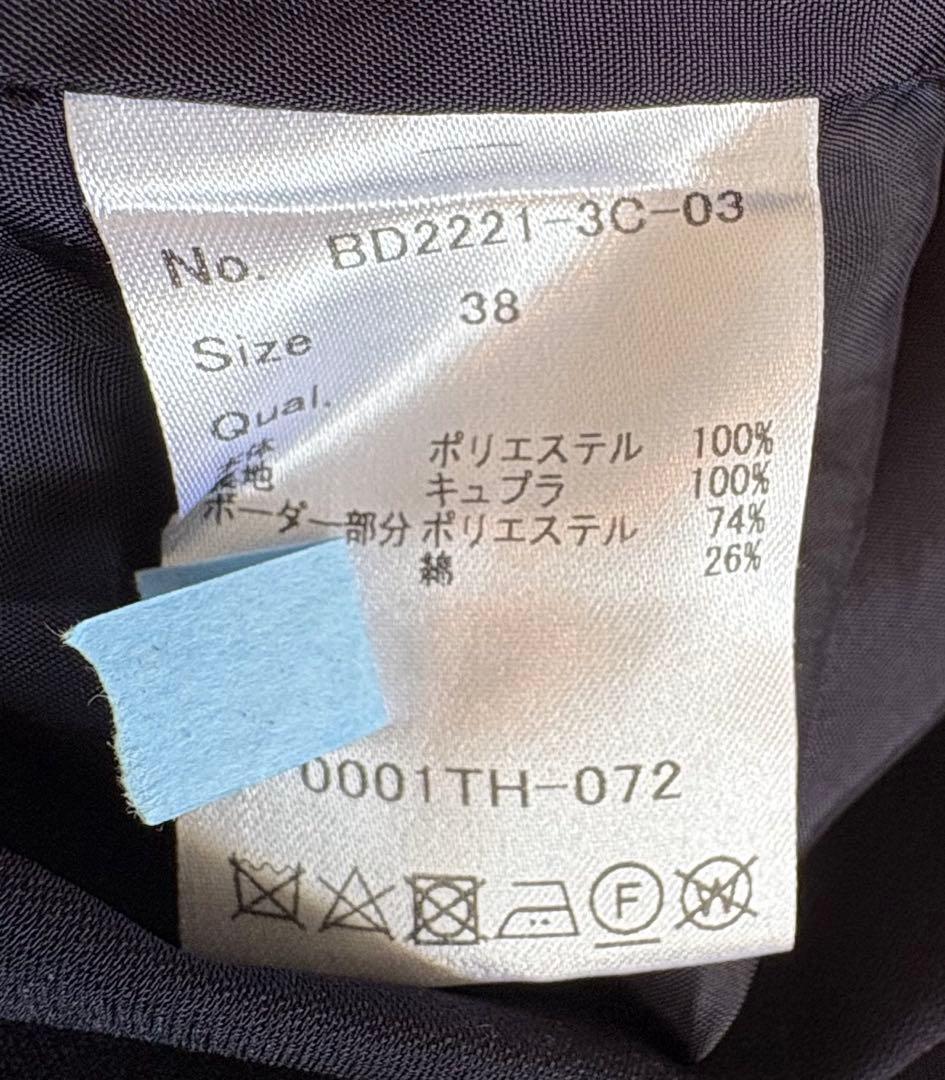 No. BD2221-3C-03
Size 38
Qual.
本体 ポリエステル 100%
裏地 キュプラ 100%
ボーダー部分 ポリエステル 74%
綿 26%
0001TH-072
F
W